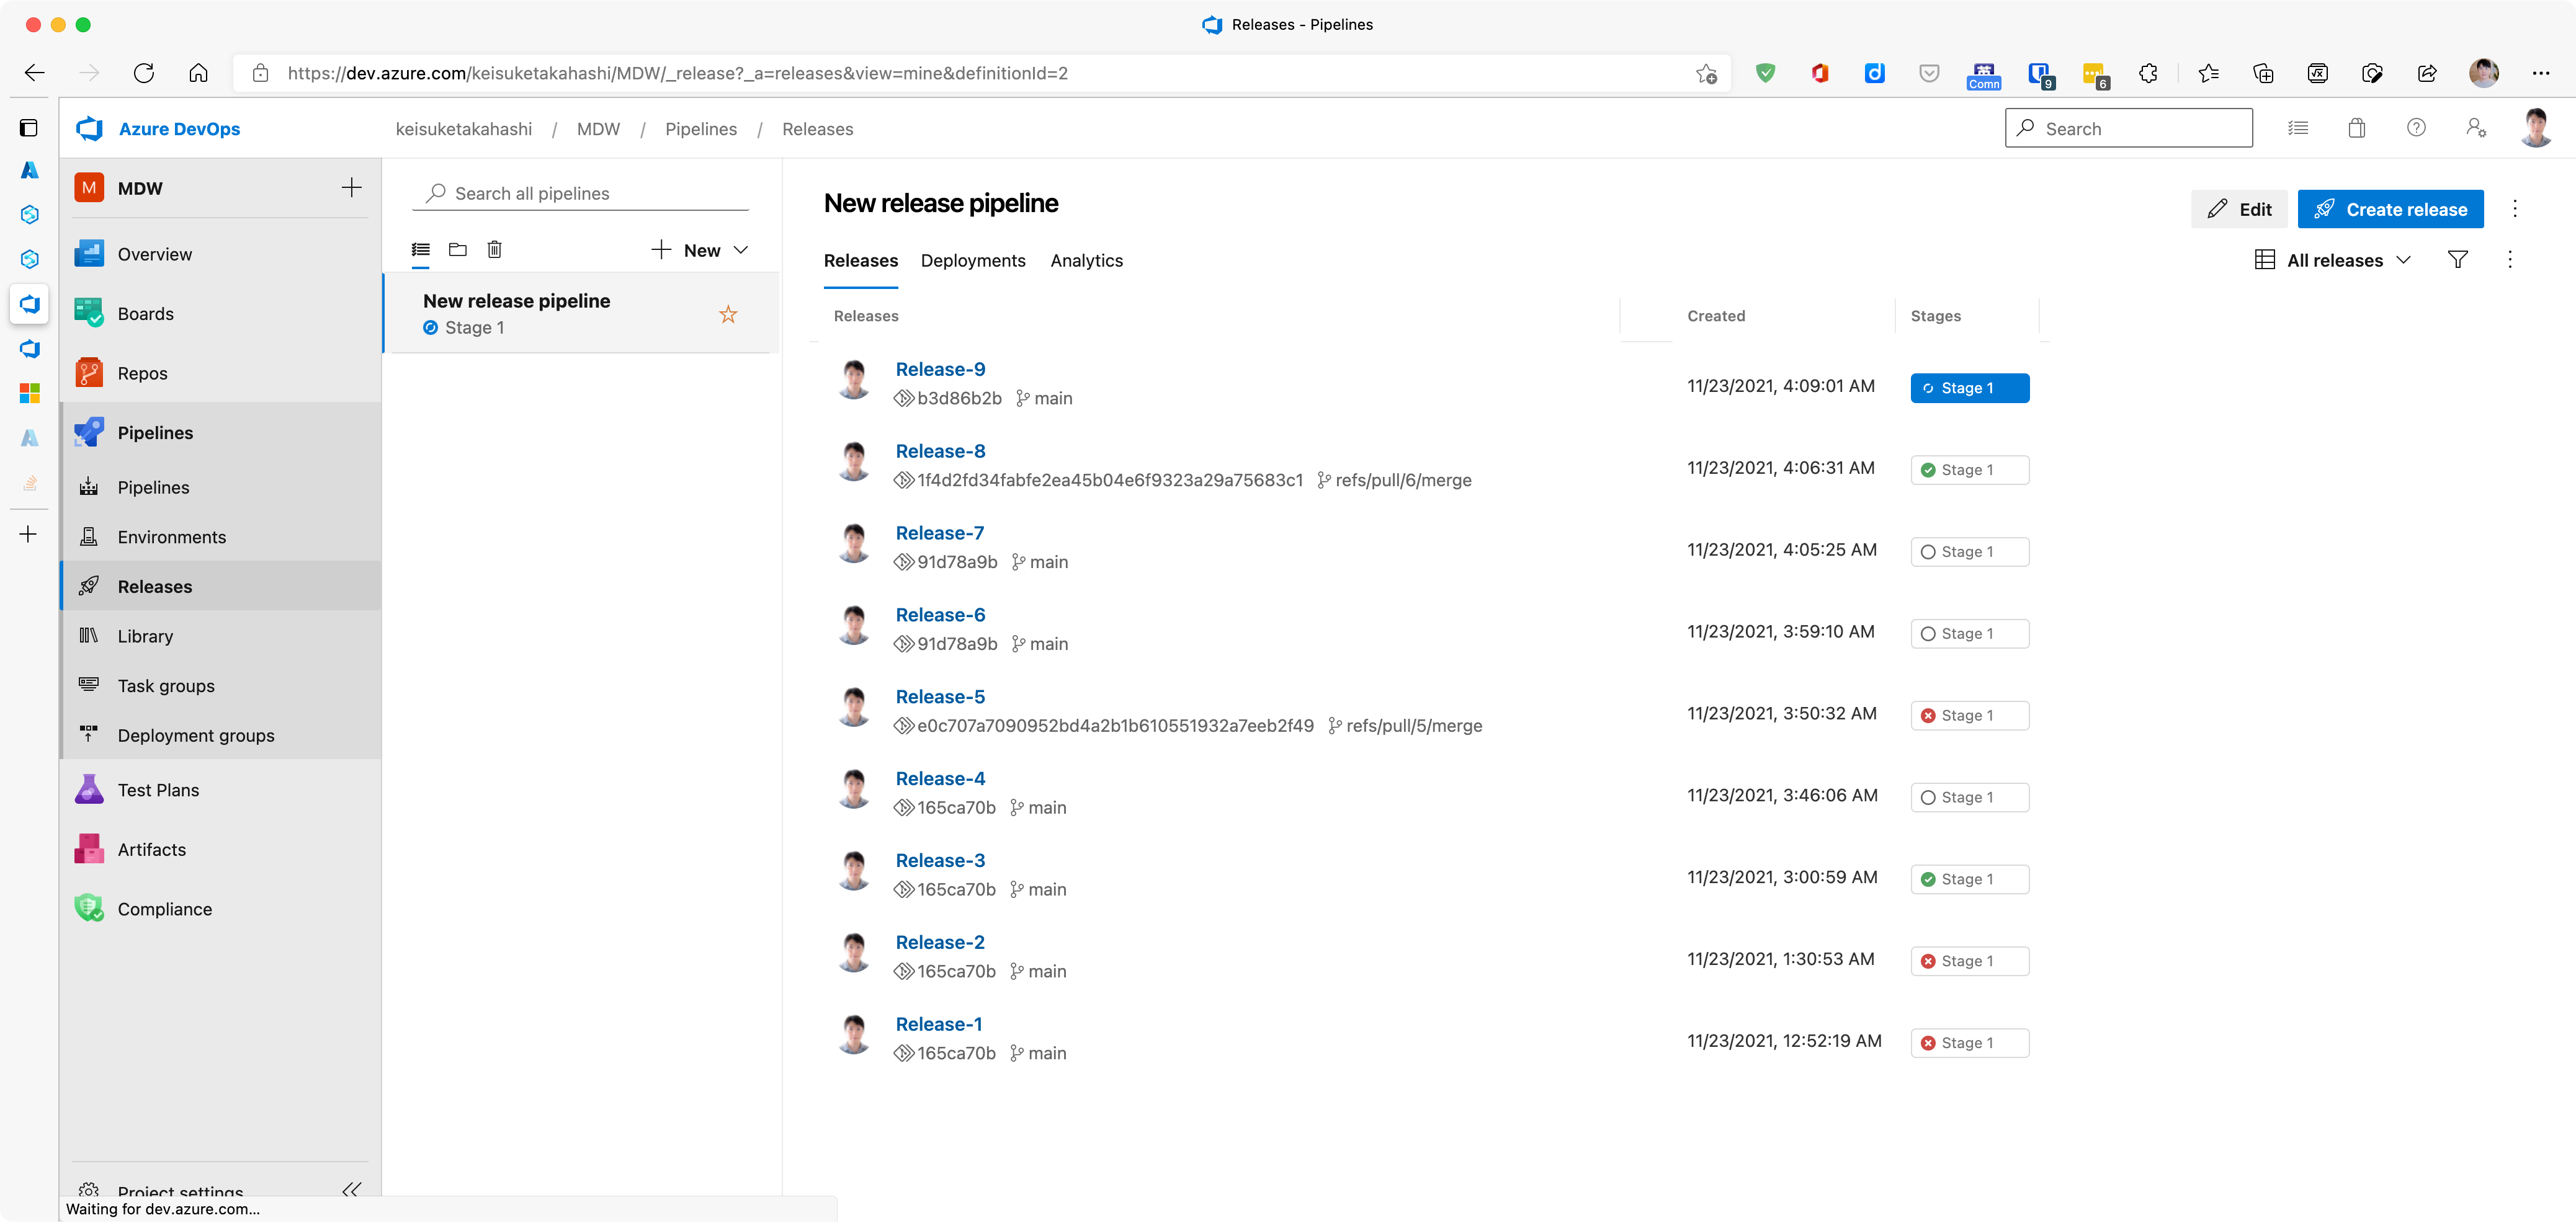 Releases - Pipelines
https://dev.azure.com/keisuketakahashi/MDW/_release?_a=releases&view=mine&definitionId=2
Comn
9
6
Azure DevOps
keisuketakahashi / MDW / Pipelines / Releases
Search
M MDW
Overview
Boards
Repos
Pipelines
Pipelines
Environments
Releases
Library
Task groups
Deployment groups
Test Plans
Artifacts
Compliance
Project settings
Waiting for dev.azure.com...
Search all pipelines
New
New release pipeline
Stage 1
New release pipeline
Edit
Create release
Releases Deployments Analytics
All releases
Releases Created Stages
Release-9
b3d86b2b main
11/23/2021, 4:09:01 AM
Stage 1
Release-8
1f4d2fd34fabfe2ea45b04e6f9323a29a75683c1 refs/pull/6/merge
11/23/2021, 4:06:31 AM
Stage 1
Release-7
91d78a9b main
11/23/2021, 4:05:25 AM
Stage 1
Release-6
91d78a9b main
11/23/2021, 3:59:10 AM
Stage 1
Release-5
e0c707a7090952bd4a2b1b610551932a7eeb2f49 refs/pull/5/merge
11/23/2021, 3:50:32 AM
Stage 1
Release-4
165ca70b main
11/23/2021, 3:46:06 AM
Stage 1
Release-3
165ca70b main
11/23/2021, 3:00:59 AM
Stage 1
Release-2
165ca70b main
11/23/2021, 1:30:53 AM
Stage 1
Release-1
165ca70b main
11/23/2021, 12:52:19 AM
Stage 1